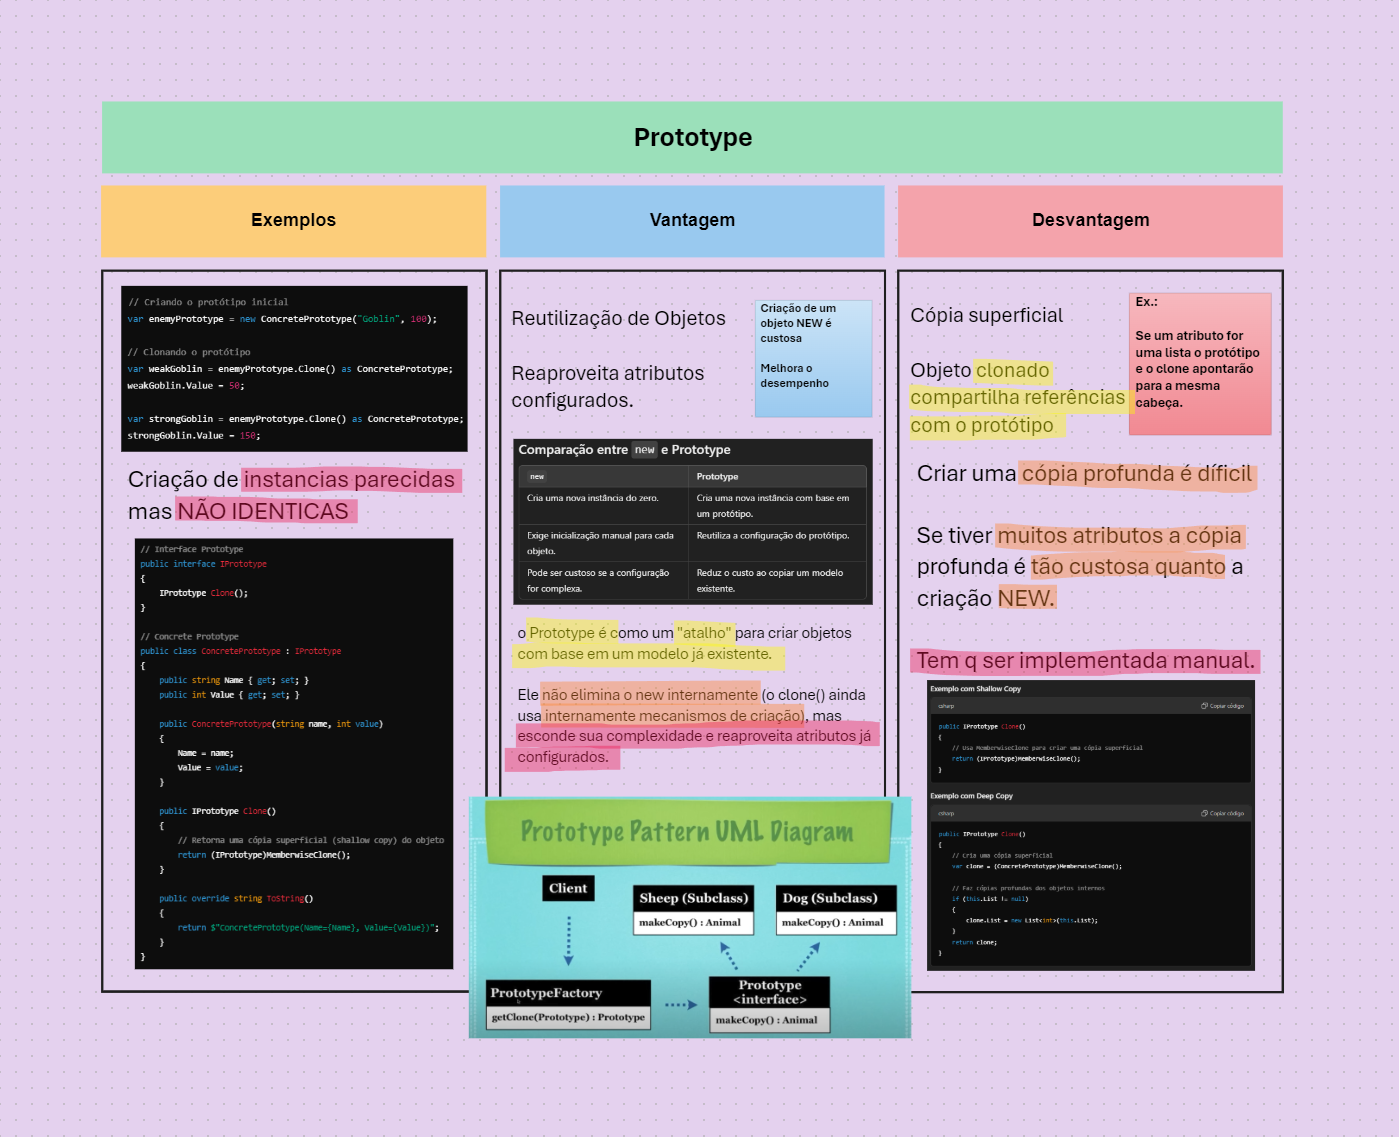 Prototype
Exemplos
// Criando o protótipo inicial
var enemyPrototype = new ConcretePrototype("Goblin", 100);
// Clonando o protótipo
var weakGoblin = enemyPrototype.Clone() as ConcretePrototype;
weakGoblin.Value = 50;
var strongGoblin = enemyPrototype.Clone() as ConcretePrototype;
strongGoblin.Value = 150;
Criação de instancias parecidas
mas NÃO IDENTICAS
// Interface Prototype
public interface IPrototype
{
IPrototype Clone();
}
// Concrete Prototype
public class ConcretePrototype : IPrototype
{
public string Name { get; set; }
public int Value { get; set; }
public ConcretePrototype(string name, int value)
{
Name = name;
Value = value;
}
public IPrototype Clone()
{
// Retorna uma cópia superficial (shallow copy) do objeto
return (IPrototype)MemberwiseClone();
}
public override string ToString()
{
return $"ConcretePrototype(Name={Name}, Value={Value})";
}
}
Vantagem
Reutilização de Objetos
Reaproveita atributos
configurados.
Criação de um
objeto NEW é
custosa
Melhora o
desempenho
Comparação entre new e Prototype
new Prototype
Cria uma nova instância do zero.
Cria uma nova instância com base em
um protótipo.
Exige inicialização manual para cada
objeto.
Reutiliza a configuração do protótipo.
Pode ser custoso se a configuração
for complexa.
Reduz o custo ao copiar um modelo
existente.
o Prototype é como um "atalho" para criar objetos
com base em um modelo já existente.
Ele não elimina o new internamente (o clone() ainda
usa internamente mecanismos de criação), mas
esconde sua complexidade e reaproveita atributos já
configurados.
Prototype Pattern UML Diagram
Client
Sheep (Subclass)
makeCopy() : Animal
Dog (Subclass)
makeCopy() : Animal
PrototypeFactory
getClone(Prototype) : Prototype
Prototype
<interface>
makeCopy() : Animal
Desvantagem
Cópia superficial
Objeto clonado
compartilha referências
com o protótipo
Ex.:
Se um atributo for
uma lista o protótipo
e o clone apontarão
para a mesma
cabeça.
Criar uma cópia profunda é díficil
Se tiver muitos atributos a cópia
profunda é tão custosa quanto a
criação NEW.
Tem q ser implementada manual.
Exemplo com Shallow Copy
csharp
Copiar código
public IPrototype Clone()
{
// Usa MemberwiseClone para criar uma cópia superficial
return (IPrototype)MemberwiseClone();
}
Exemplo com Deep Copy
csharp
Copiar código
public IPrototype Clone()
{
// Cria uma cópia superficial
var clone = (ConcretePrototype)MemberwiseClone();
// Faz cópias profundas dos objetos internos
if (this.List != null)
{
clone.List = new List<int>(this.List);
}
return clone;
}